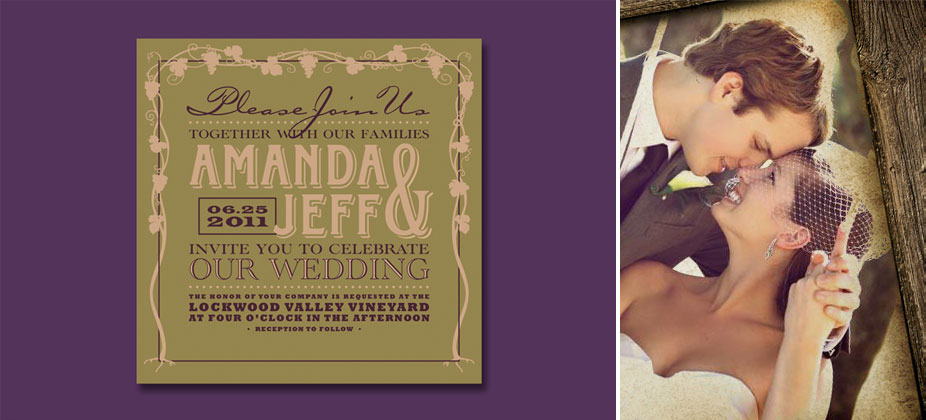 Please Join Us
TOGETHER WITH OUR FAMILIES
AMANDA &
06.25
2011
JEFF
INVITE YOU TO CELEBRATE
OUR WEDDING
THE HONOR OF YOUR COMPANY IS REQUESTED AT THE
LOCKWOOD VALLEY VINEYARD
AT FOUR O'CLOCK IN THE AFTERNOON
• RECEPTION TO FOLLOW •